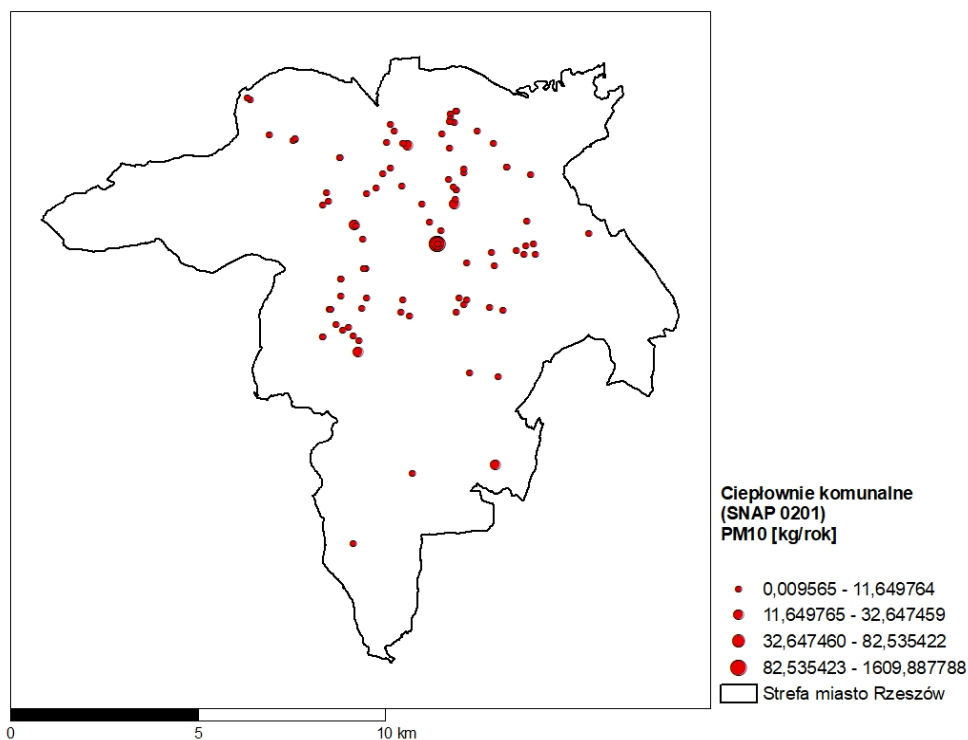 Ciepłownie komunalne
(SNAP 0201)
PM10 [kg/rok]
0,009565 - 11,649764
11,649765 - 32,647459
32,647460 - 82,535422
82,535423 - 1609,887788
Strefa miasto Rzeszów
0 5 10 km